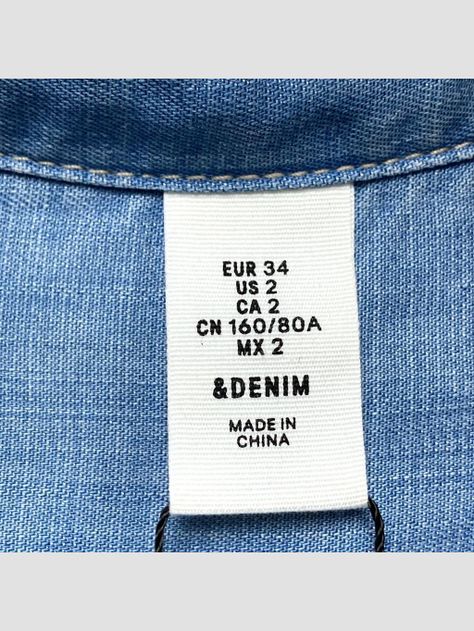 EUR 34
US 2
CA 2
CN 160/80A
MX 2
&DENIM
MADE IN
CHINA